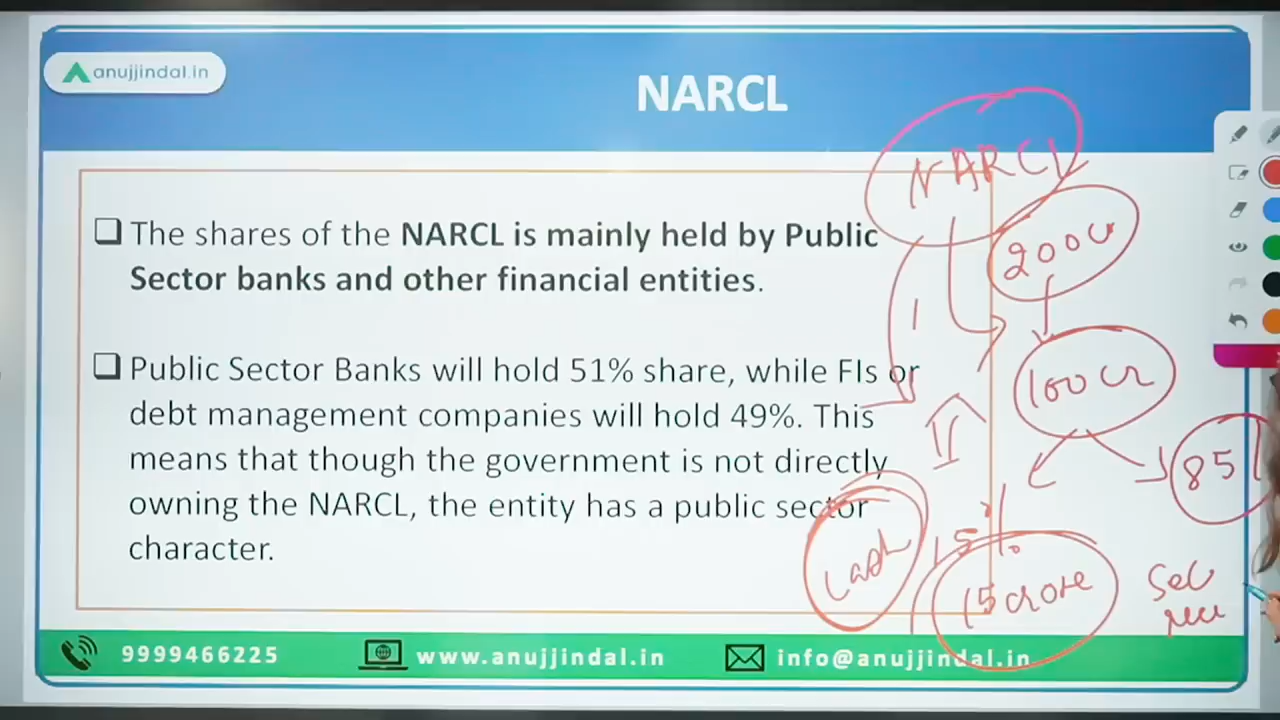 anujjindal.in
NARCL
The shares of the NARCL is mainly held by Public
Sector banks and other financial entities.
Public Sector Banks will hold 51% share, while FIs or
debt management companies will hold 49%. This
means that though the government is not directly
owning the NARCL, the entity has a public sector
character.
NARCL
200 cr
100 cr
85
15%
Cash
15 crore
Sec
9999466225
www.anujjindal.in
info@anujjindal.in